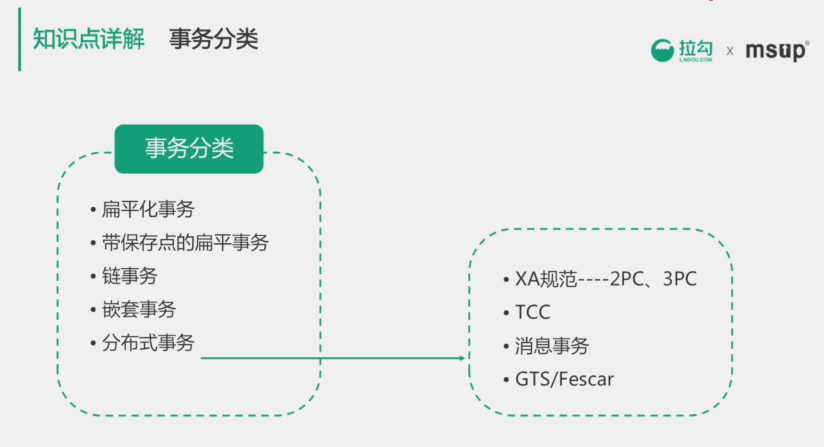 知识点详解 事务分类
拉勾 LAGOU.COM x msup®
事务分类
• 扁平化事务
• 带保存点的扁平事务
• 链事务
• 嵌套事务
• 分布式事务
• XA规范----2PC、3PC
• TCC
• 消息事务
• GTS/Fescar